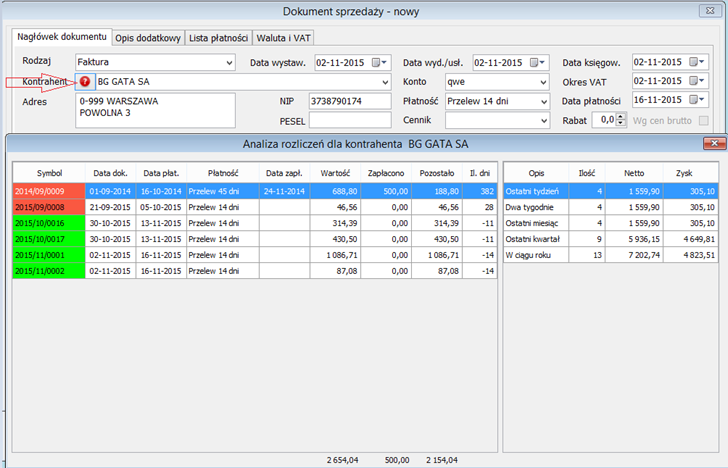 Dokument sprzedaży - nowy
Nagłówek dokumentu Opis dodatkowy Lista płatności Waluta i VAT
Rodzaj Faktura Data wystaw. 02-11-2015 Data wyd./usł. 02-11-2015 Data księgow. 02-11-2015
Kontrahent ? BG GATA SA Konto qwe Okres VAT 02-11-2015
Adres 0-999 WARSZAWA NIP 3738790174 Płatność Przelew 14 dni Data płatności 16-11-2015
POWOLNA 3 PESEL Cennik Rabat 0,0 Wg cen brutto
Analiza rozliczeń dla kontrahenta BG GATA SA
Symbol Data dok. Data płat. Płatność Data zapł. Wartość Zapłacono Pozostało Il. dni Opis Ilość Netto Zysk
2014/09/0009 01-09-2014 16-10-2014 Przelew 45 dni 24-11-2014 688,80 500,00 188,80 382 Ostatni tydzień 4 1 559,90 305,10
2015/09/0008 21-09-2015 05-10-2015 Przelew 14 dni 46,56 0,00 46,56 28 Dwa tygodnie 4 1 559,90 305,10
2015/10/0016 30-10-2015 13-11-2015 Przelew 14 dni 314,39 0,00 314,39 -11 Ostatni miesiąc 4 1 559,90 305,10
2015/10/0017 30-10-2015 13-11-2015 Przelew 14 dni 430,50 0,00 430,50 -11 Ostatni kwartał 9 5 936,15 4 649,81
2015/11/0001 02-11-2015 16-11-2015 Przelew 14 dni 1 086,71 0,00 1 086,71 -14 W ciągu roku 13 7 202,74 4 823,51
2015/11/0002 02-11-2015 16-11-2015 Przelew 14 dni 87,08 0,00 87,08 -14
2 654,04 500,00 2 154,04